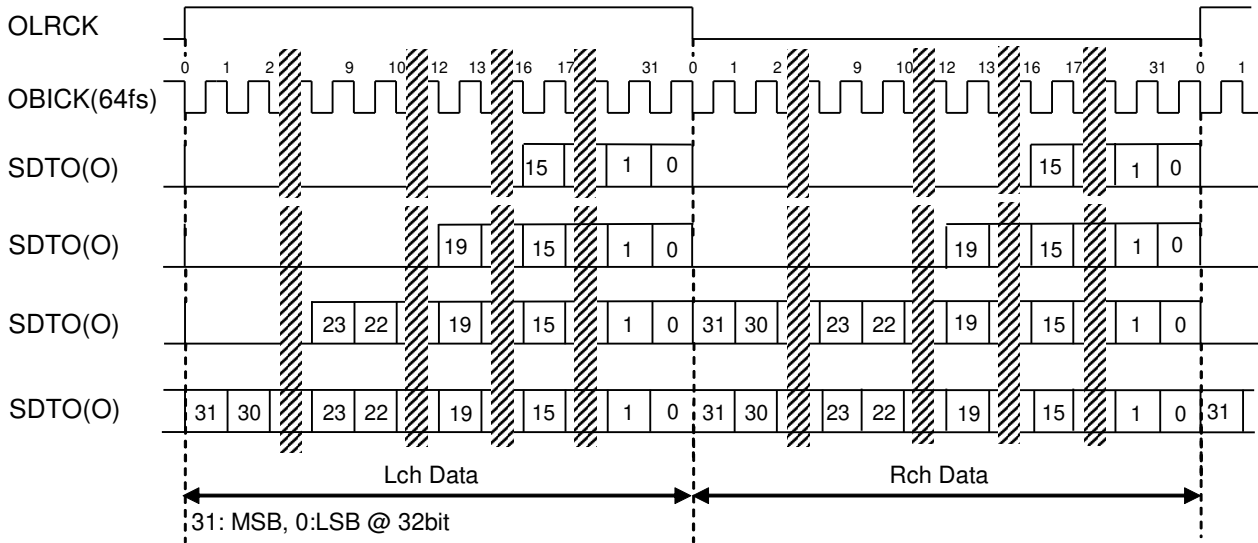 OLRCK
0 1 2 9 10 12 13 16 17 31 0 1 2 9 10 12 13 16 17 31 0 1
OBICK(64fs)
SDTO(O) 15 1 0 15 1 0
SDTO(O) 19 15 1 0 19 15 1 0
SDTO(O) 23 22 19 15 1 0 31 30 23 22 19 15 1 0
SDTO(O) 31 30 23 22 19 15 1 0 31 30 23 22 19 15 1 0 31
Lch Data Rch Data
31: MSB, 0:LSB @ 32bit